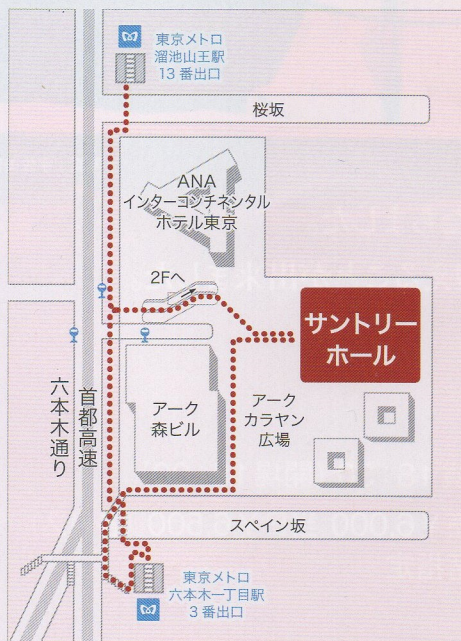 東京メトロ
溜池山王駅
13番出口
桜坂
ANA
インターコンチネンタル
ホテル東京
2Fへ
サントリー
ホール
アーク
カラヤン
広場
アーク
森ビル
首都高速
六本木通り
スペイン坂
東京メトロ
六本木一丁目駅
3番出口